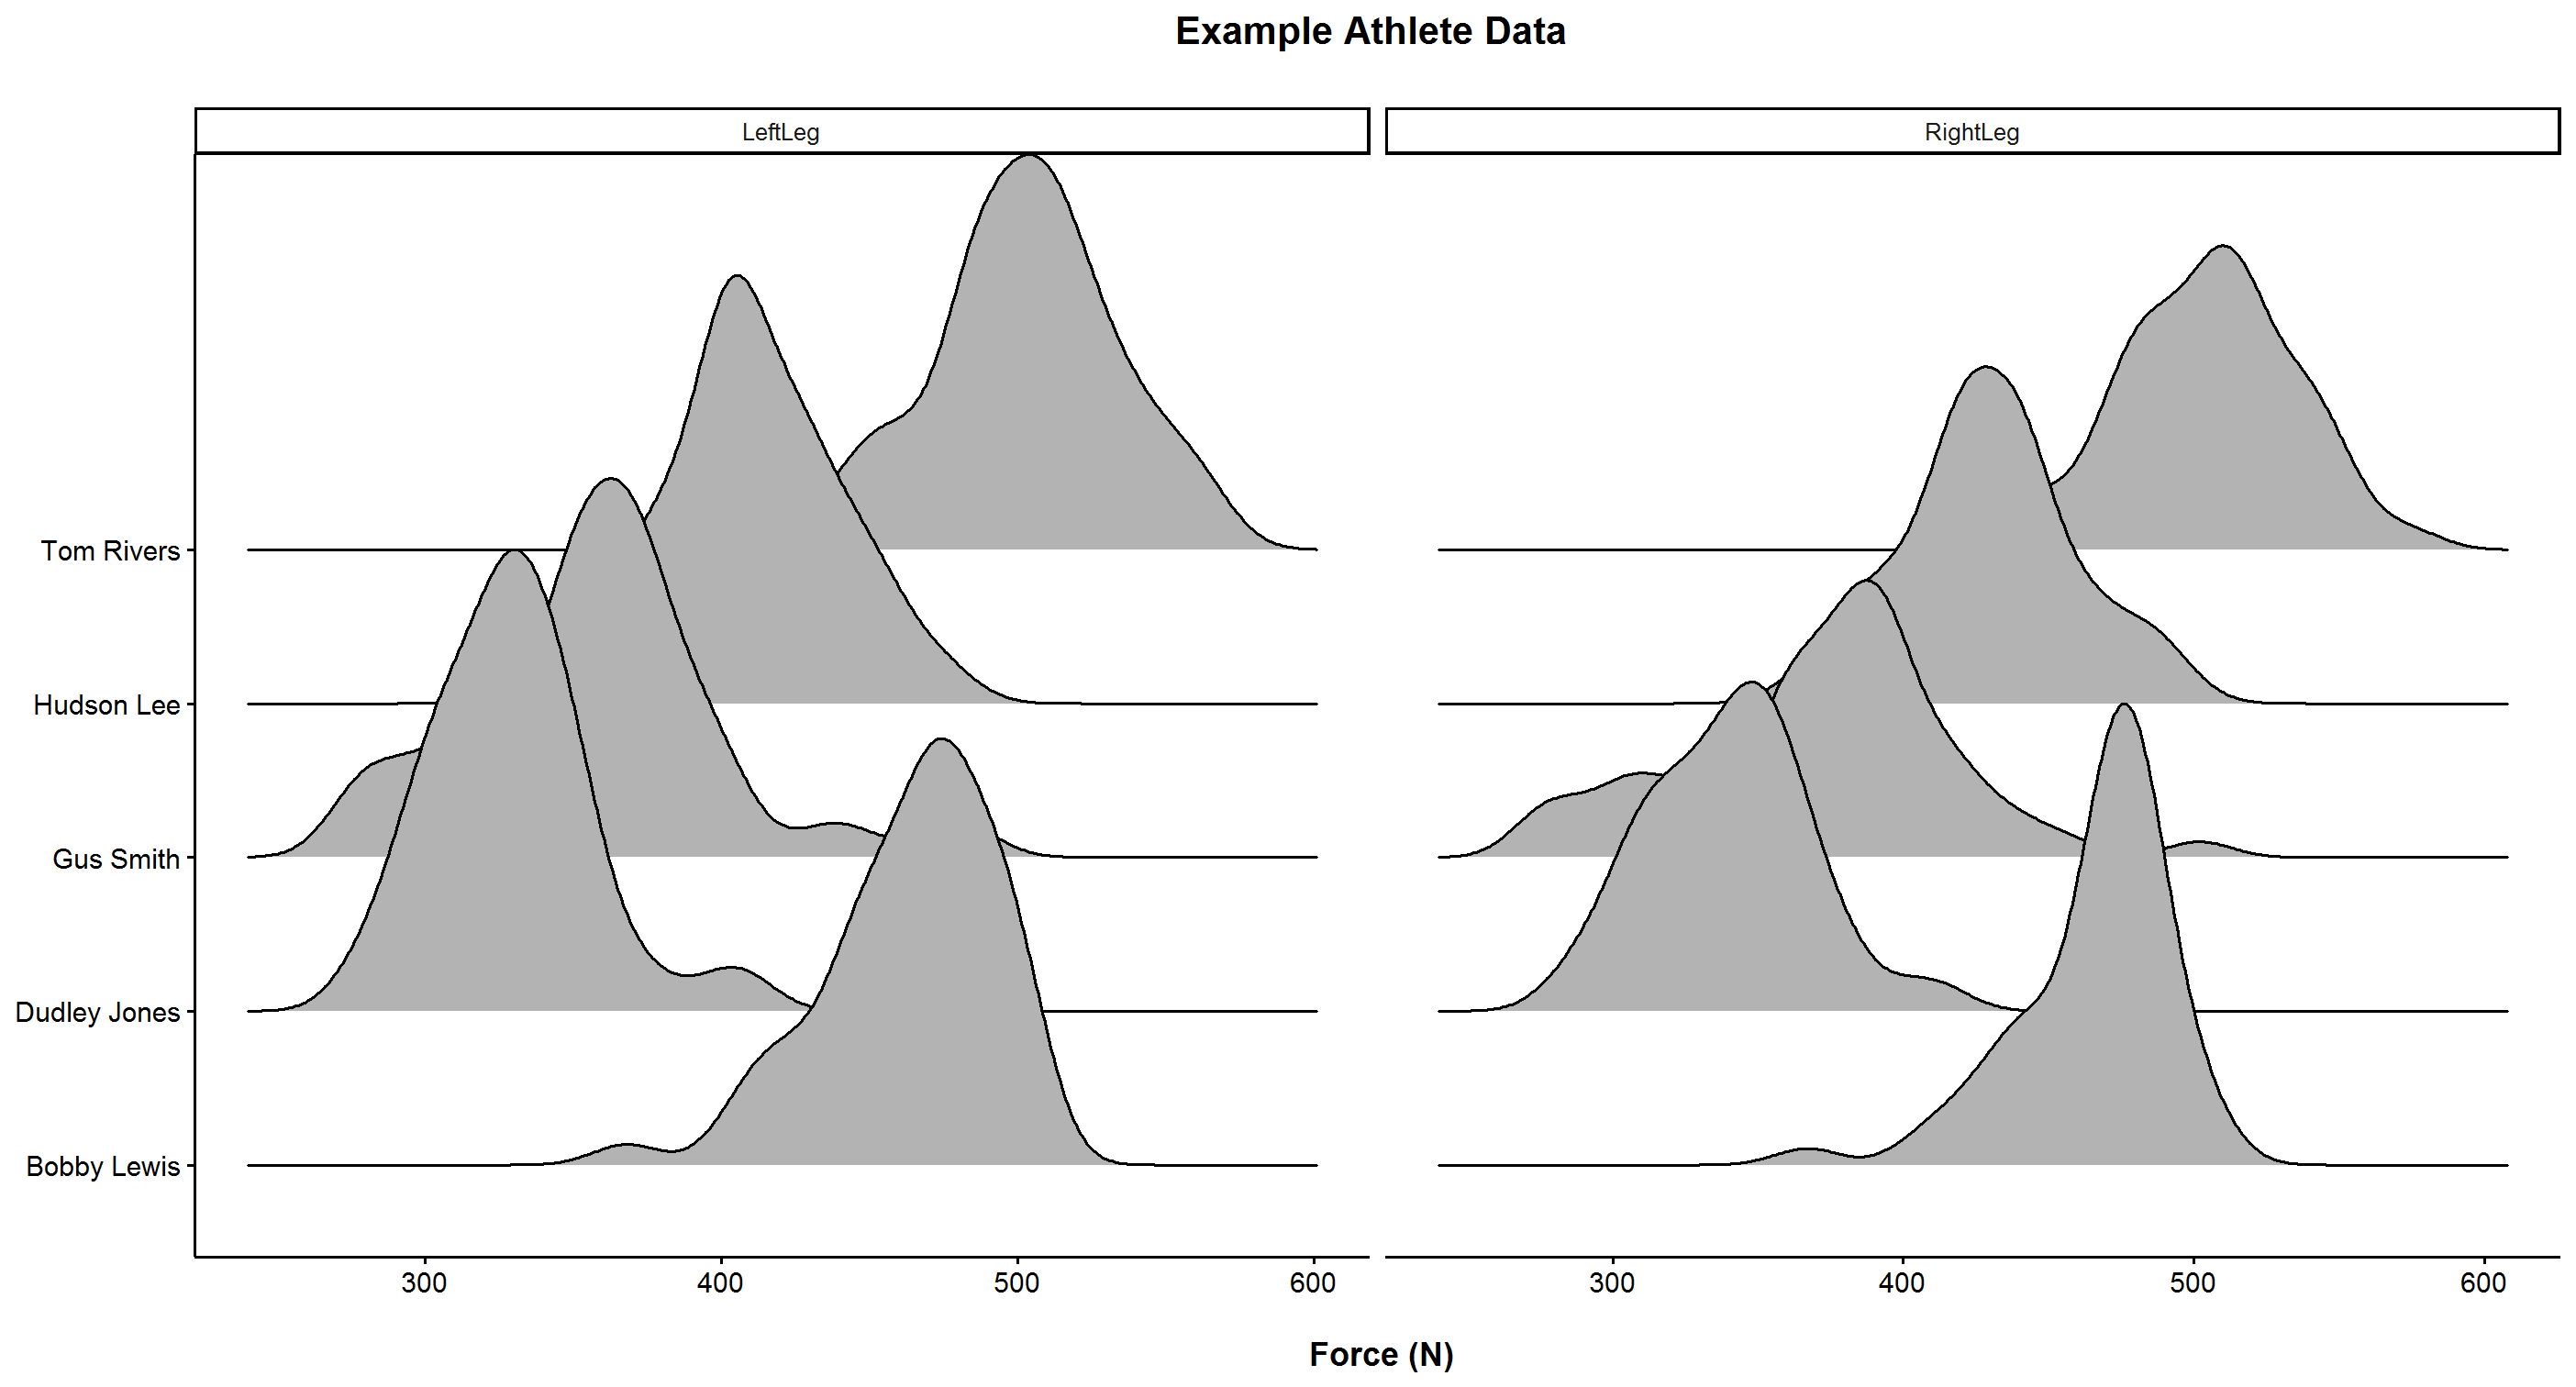 Example Athlete Data
LeftLeg
RightLeg
Tom Rivers
Hudson Lee
Gus Smith
Dudley Jones
Bobby Lewis
300 400 500 600
300 400 500 600
Force (N)